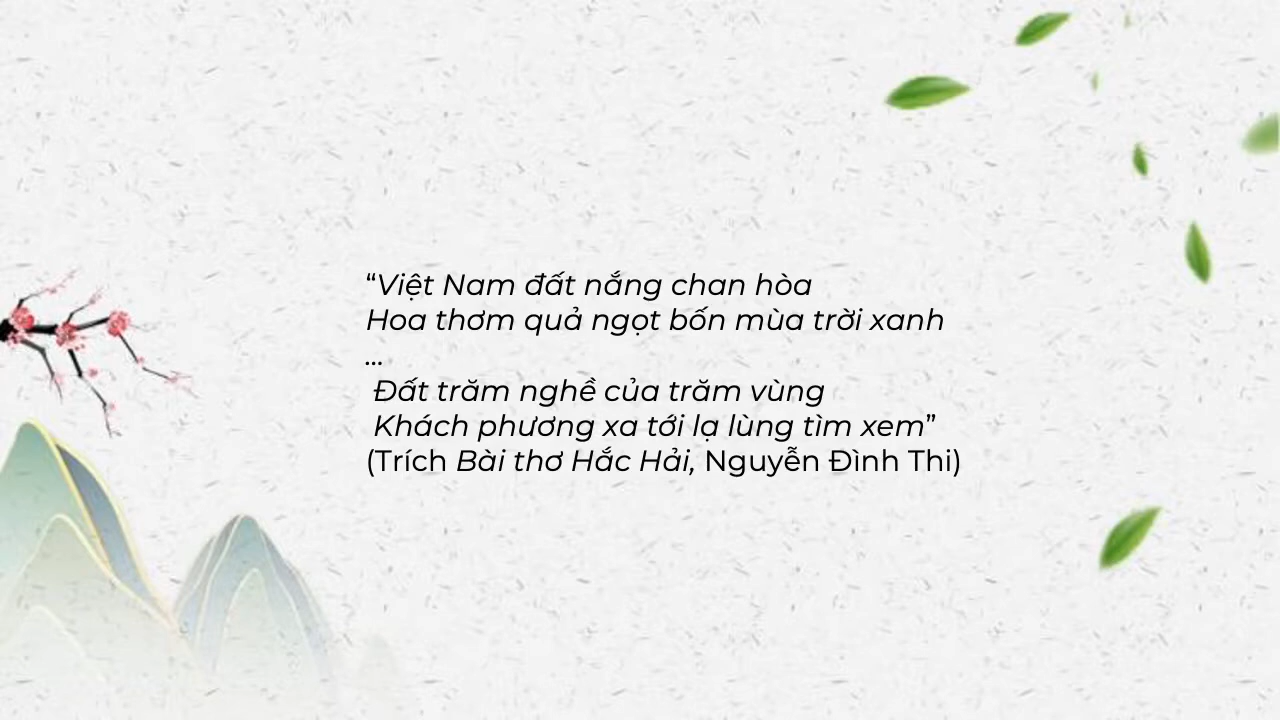 “Việt Nam đất nắng chan hòa
Hoa thơm quả ngọt bốn mùa trời xanh
...
Đất trăm nghề của trăm vùng
Khách phương xa tới lạ lùng tìm xem”
(Trích Bài thơ Hắc Hải, Nguyễn Đình Thi)